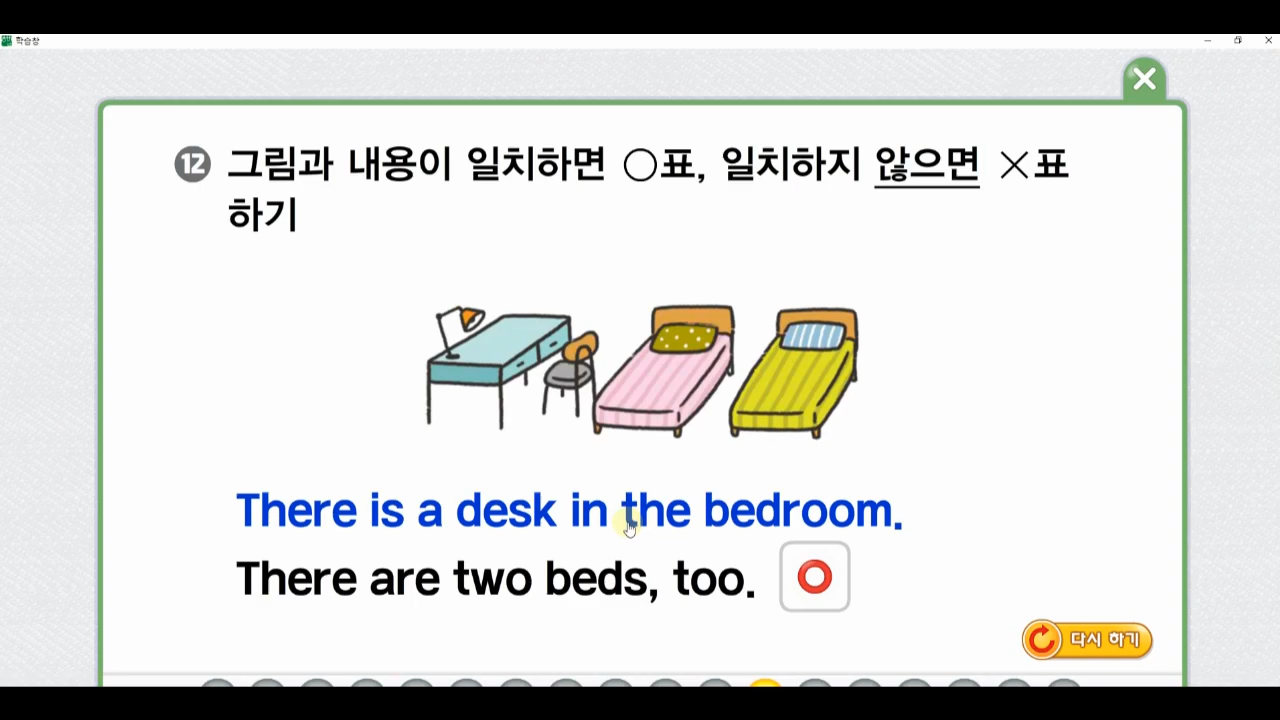 학습창
12 그림과 내용이 일치하면 ○표, 일치하지 않으면 ×표
하기
There is a desk in the bedroom.
There are two beds, too.
다시 하기